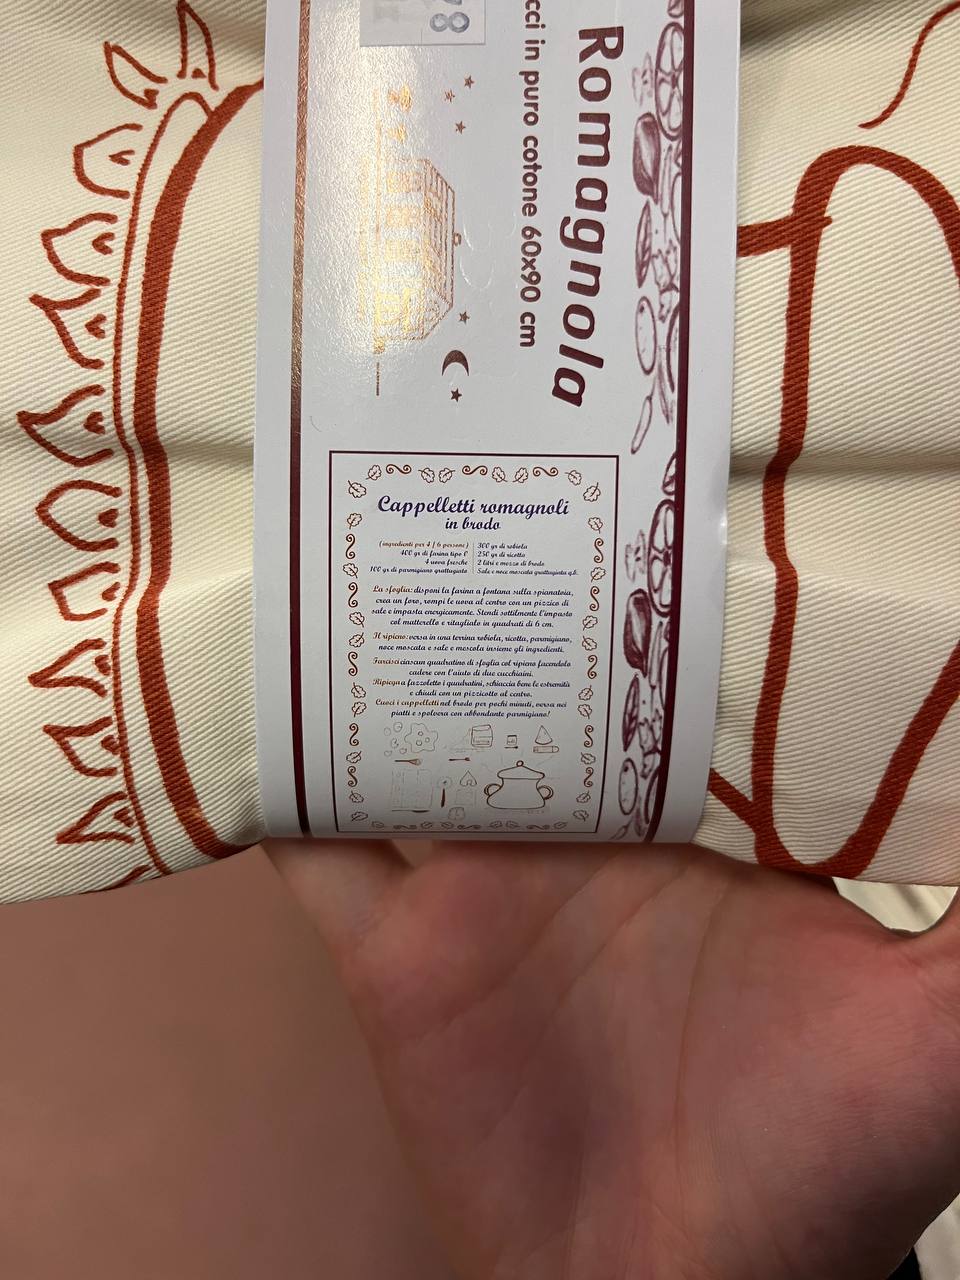 Romagnola
cci in puro cotone 60x90 cm
78
Cappelletti romagnoli
in brodo
(ingredienti per 4 / 6 persone)
400 gr di farina tipo 0
4 uova fresche
100 gr di parmigiano grattugiato
300 gr di robiola
250 gr di ricotta
2 litri e mezzo di brodo
Sale e noce moscata grattugiata q.b.
La sfoglia: disponi la farina a fontana sulla spianatoia,
crea un foro, rompi le uova al centro con un pizzico di
sale e impasta energicamente. Stendi sottilmente l'impasto
col matterello e ritaglialo in quadrati di 6 cm.
Il ripieno: versa in una terrina robiola, ricotta, parmigiano,
noce moscata e sale e mescola insieme gli ingredienti.
Farcisci ciascun quadratino di sfoglia col ripieno facendolo
cadere con l'aiuto di due cucchiaini.
Ripiega a fazzoletto i quadratini, schiaccia bene le estremità
e chiudi con un pizzicotto al centro.
Cuoci i cappelletti nel brodo per pochi minuti, versa nei
piatti e spolvera con abbondante parmigiano!